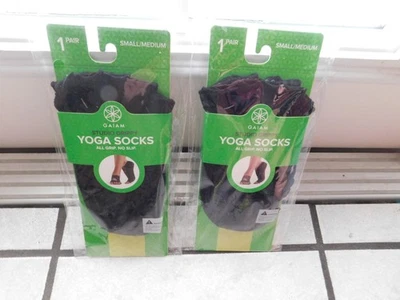 1 PAIR
SMALL/MEDIUM
GAIAM
YOGA SOCKS
ALL GRIP, NO SLIP
1 PAIR
SMALL/MEDIUM
GAIAM
YOGA SOCKS
ALL GRIP, NO SLIP